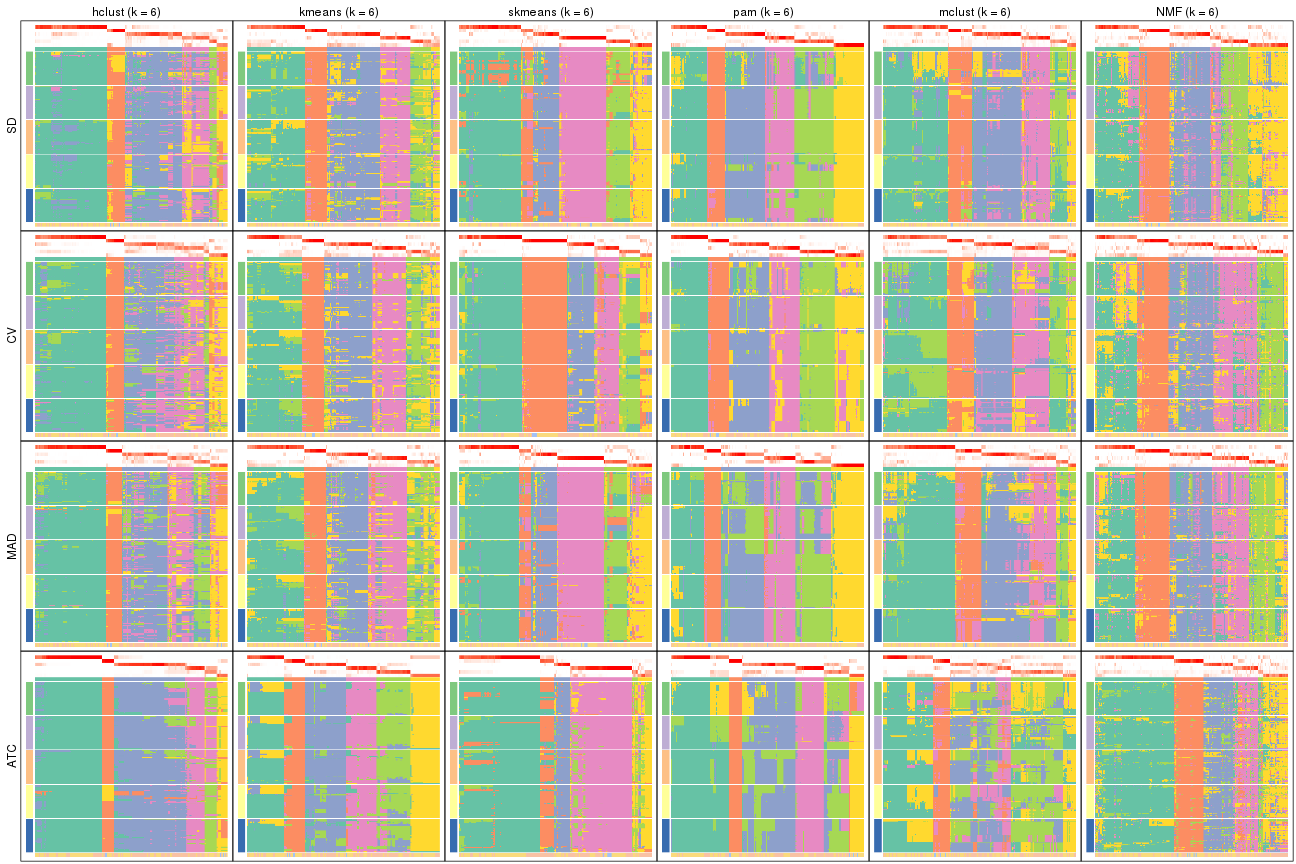 hclust (k = 6) kmeans (k = 6) skmeans (k = 6) pam (k = 6) mclust (k = 6) NMF (k = 6)
SD
CV
MAD
ATC